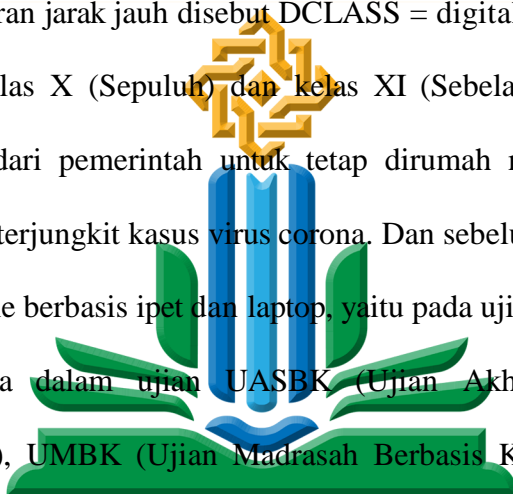 ran jarak jauh disebut DCLASS = digital
las X (Sepuluh) dan kelas XI (Sebela
dari pemerintah untuk tetap dirumah
terjungkit kasus virus corona. Dan sebelu
e berbasis ipet dan laptop, yaitu pada uji
a dalam ujian UASBK (Ujian Akh
), UMBK (Ujian Madrasah Berbasis K